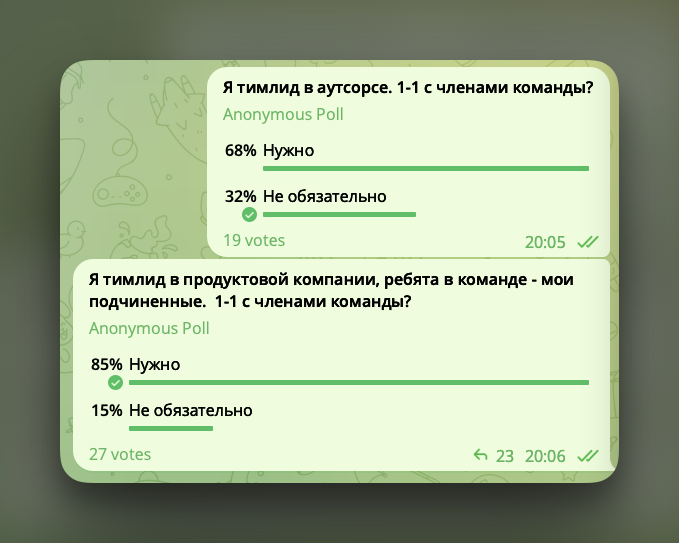 Я тимлид в аутсорсе. 1-1 с членами команды?
Anonymous Poll
68% Нужно
32% Не обязательно
19 votes 20:05
Я тимлид в продуктовой компании, ребята в команде - мои
подчиненные.  1-1 с членами команды?
Anonymous Poll
85% Нужно
15% Не обязательно
27 votes 23 20:06